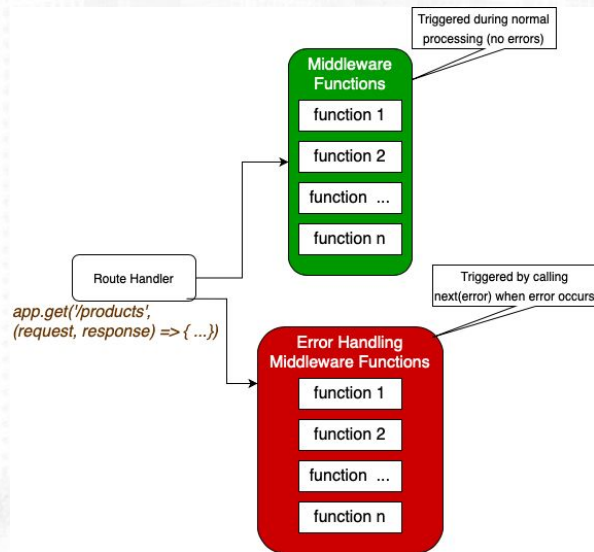 Triggered during normal
processing (no errors)
Middleware
Functions
function 1
function 2
function ...
function n
Route Handler
app.get('/products',
(request, response) => { ...})
Triggered by calling
next(error) when error occurs
Error Handling
Middleware Functions
function 1
function 2
function ...
function n